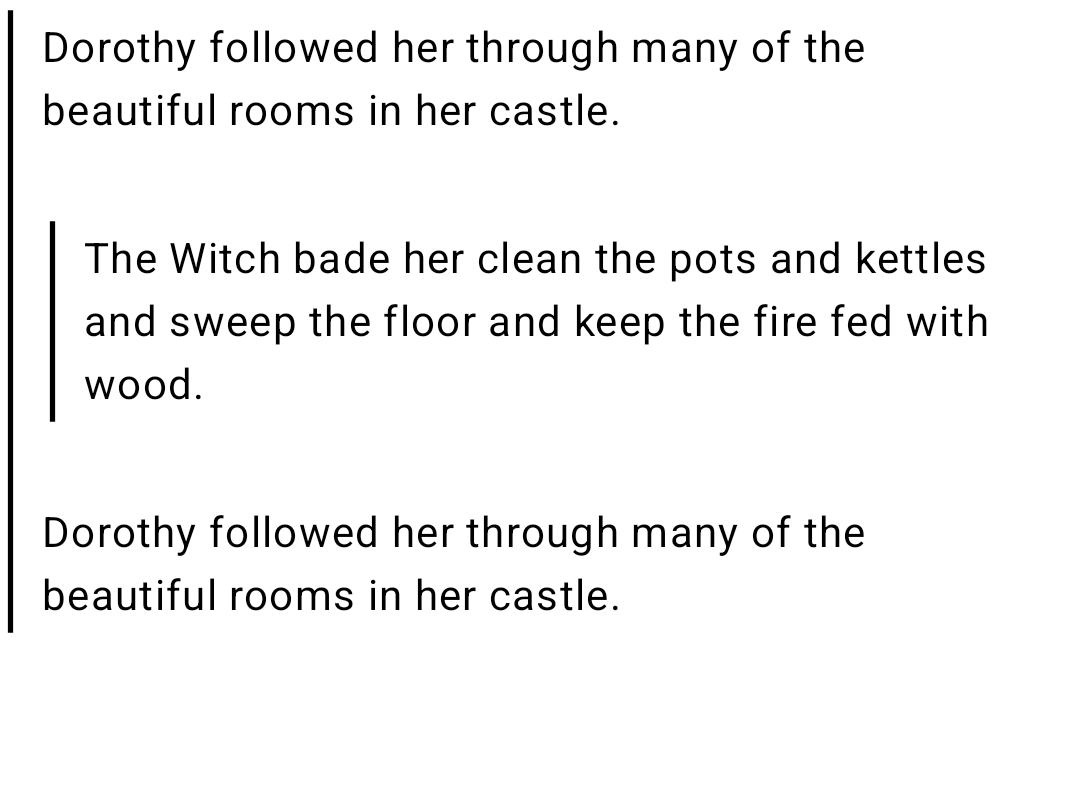 Dorothy followed her through many of the
beautiful rooms in her castle.
The Witch bade her clean the pots and kettles
and sweep the floor and keep the fire fed with
wood.
Dorothy followed her through many of the
beautiful rooms in her castle.